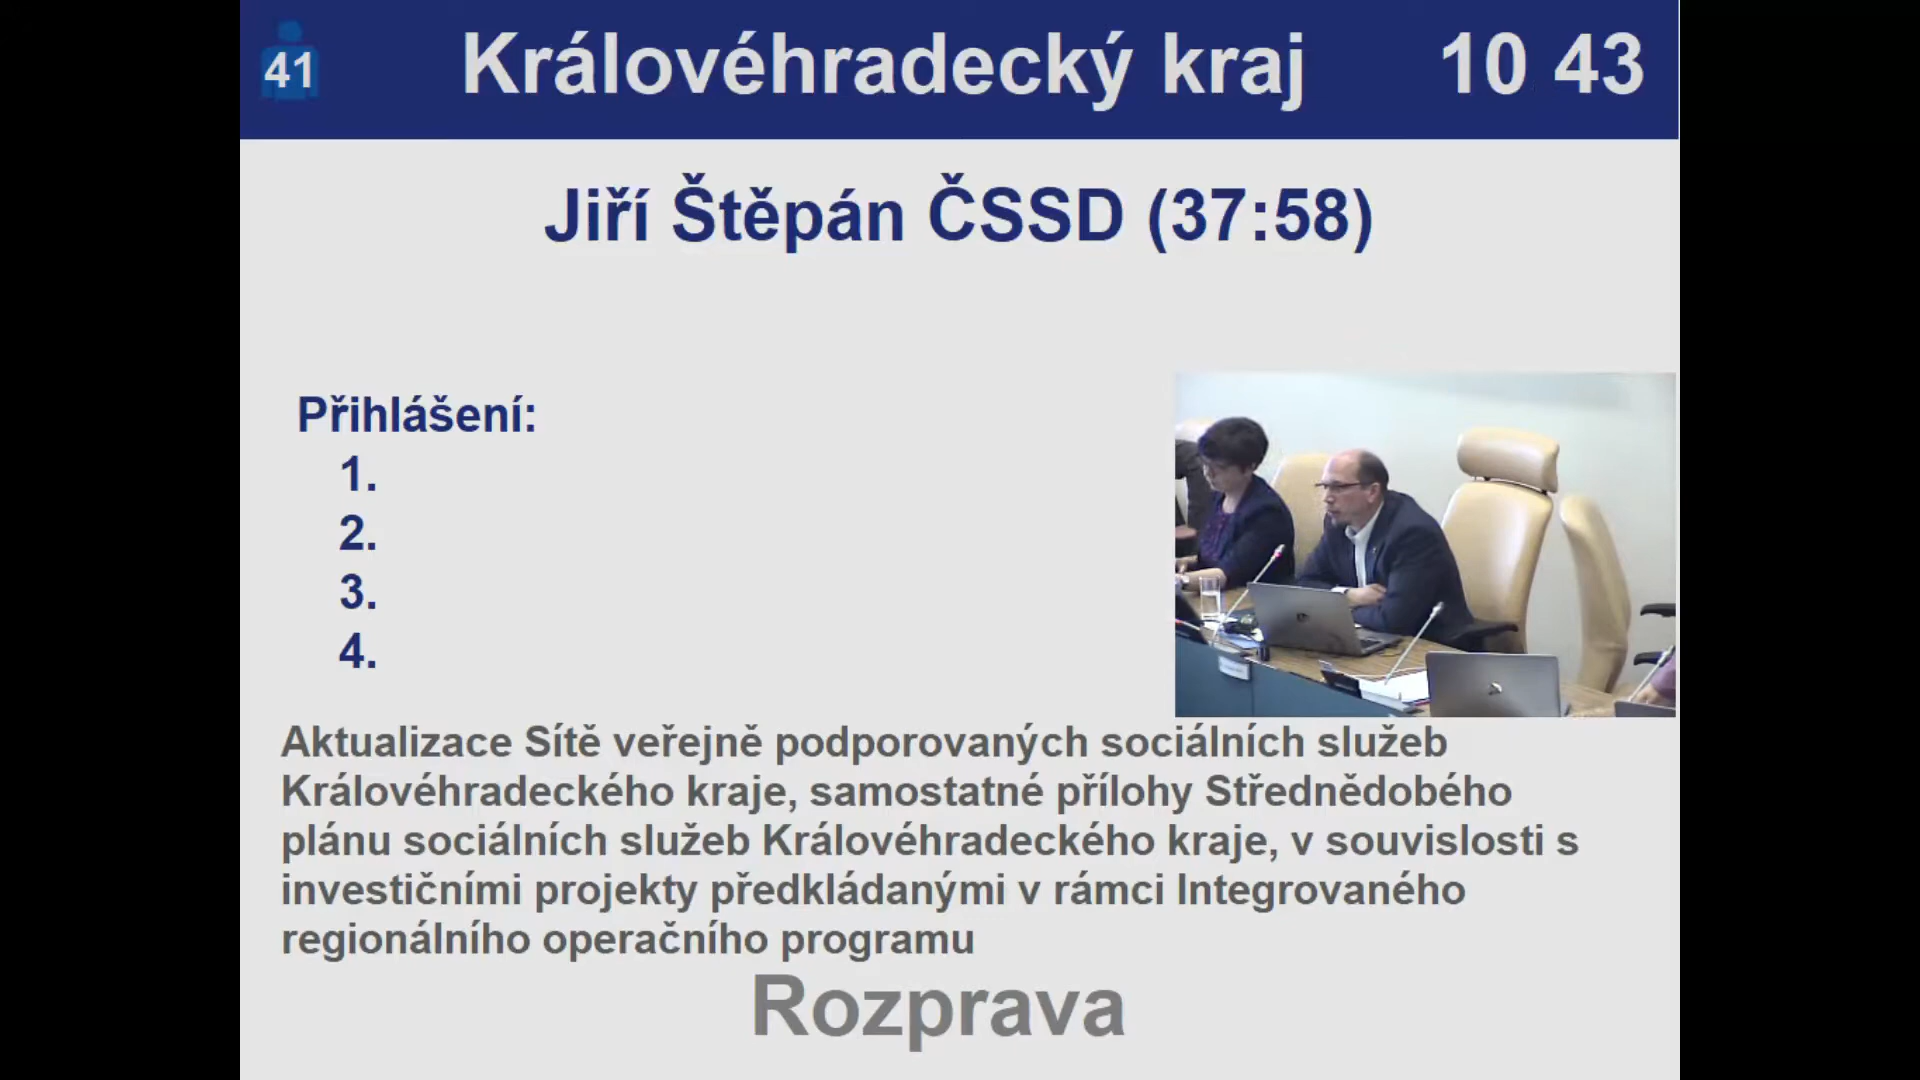 41
Královéhradecký kraj
10 43
Jiří Štěpán ČSSD (37:58)
Přihlášení:
1.
2.
3.
4.
Aktualizace Sítě veřejně podporovaných sociálních služeb
Královéhradeckého kraje, samostatné přílohy Střednědobého
plánu sociálních služeb Královéhradeckého kraje, v souvislosti s
investičními projekty předkládanými v rámci Integrovaného
regionálního operačního programu
Rozprava